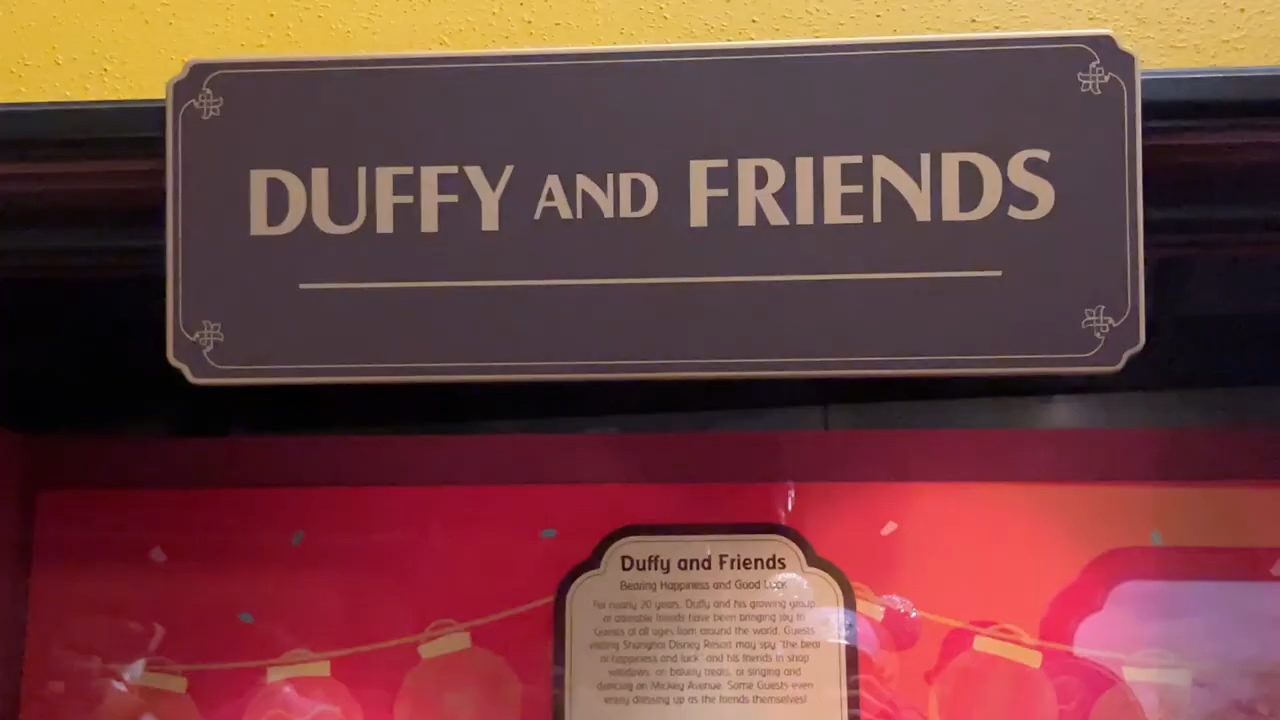 DUFFY AND FRIENDS
Duffy and Friends
Bearing Happiness and Good Luck
For nearly 20 years, Duffy and his growing group
of adorable friends have been bringing joy to
Guests of all ages from around the world. Guests
visiting Shanghai Disney Resort may spy "the bear
of happiness and luck" and his friends in shop
windows, on bakery treats, or singing and
dancing on Mickey Avenue. Some Guests even
enjoy dressing up as the friends themselves!